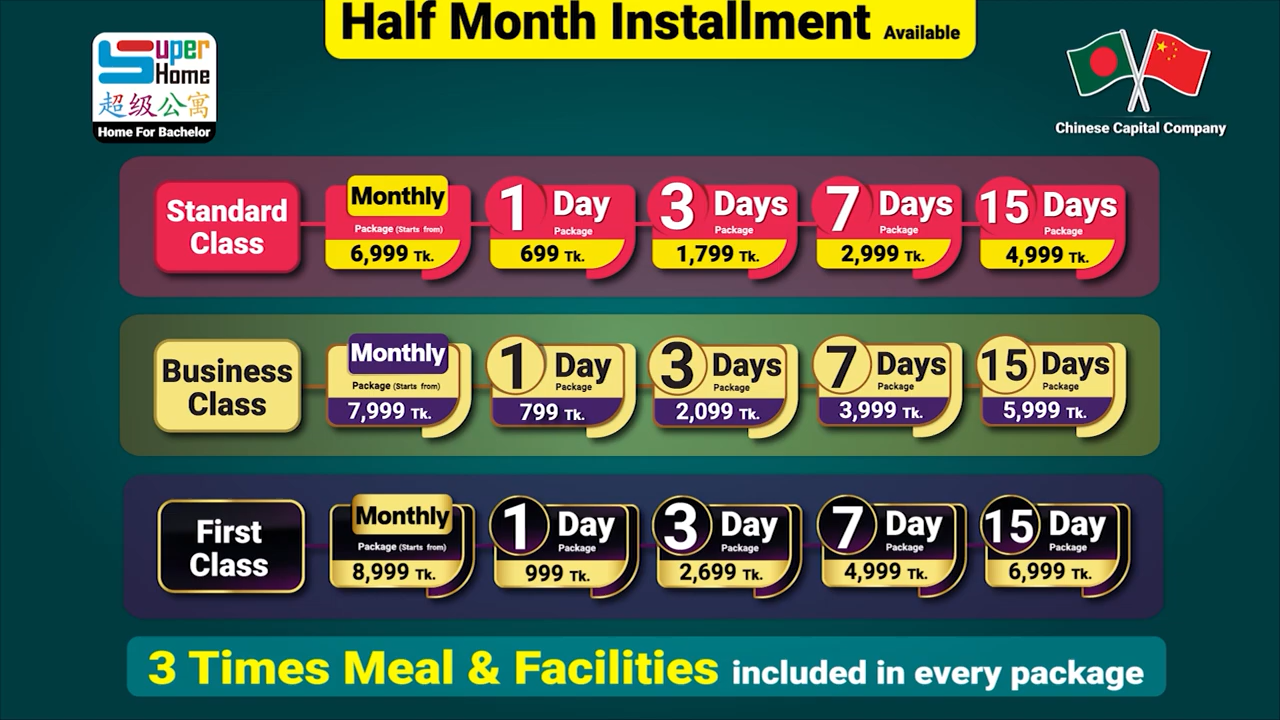 Half Month Installment Available
Super
Home
超级公寓
Home For Bachelor
Chinese Capital Company
Standard
Class
Monthly
Package (Starts from)
6,999 Tk.
1 Day
Package
699 Tk.
3 Days
Package
1,799 Tk.
7 Days
Package
2,999 Tk.
15 Days
Package
4,999 Tk.
Business
Class
Monthly
Package (Starts from)
7,999 Tk.
1 Day
Package
799 Tk.
3 Days
Package
2,099 Tk.
7 Days
Package
3,999 Tk.
15 Days
Package
5,999 Tk.
First
Class
Monthly
Package (Starts from)
8,999 Tk.
1 Day
Package
999 Tk.
3 Day
Package
2,699 Tk.
7 Day
Package
4,999 Tk.
15 Day
Package
6,999 Tk.
3 Times Meal & Facilities included in every package